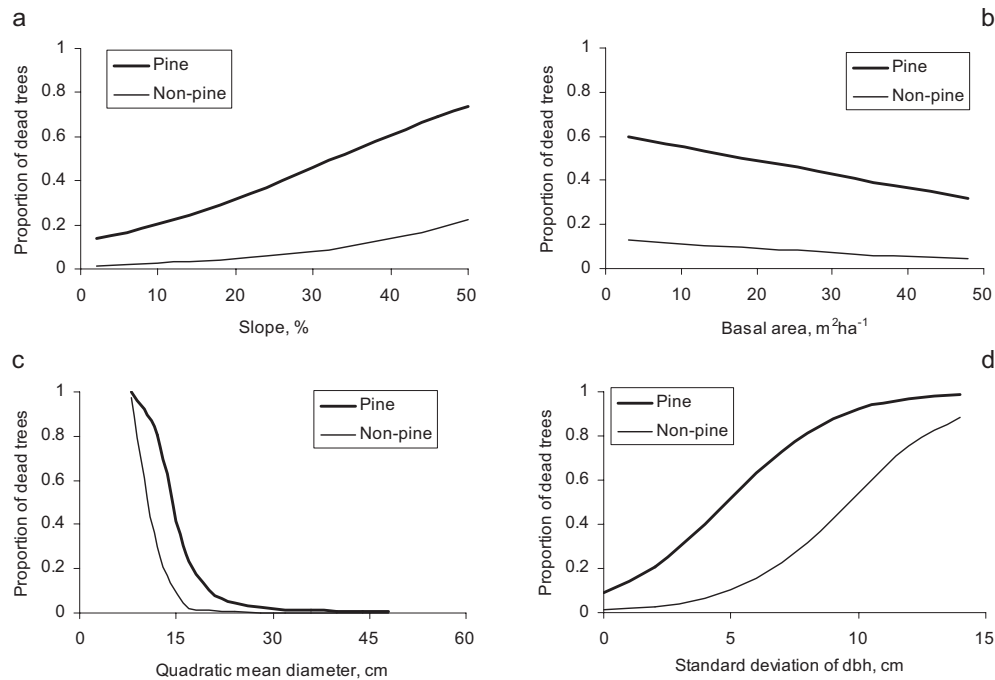 a
Proportion of dead trees
1
0.8
0.6
0.4
0.2
0
Pine
Non-pine
0 10 20 30 40 50
Slope, %
b
Proportion of dead trees
1
0.8
0.6
0.4
0.2
0
Pine
Non-pine
0 10 20 30 40 50
Basal area, m²ha⁻¹
c
Proportion of dead trees
1
0.8
0.6
0.4
0.2
0
Pine
Non-pine
0 15 30 45 60
Quadratic mean diameter, cm
d
Proportion of dead trees
1
0.8
0.6
0.4
0.2
0
Pine
Non-pine
0 5 10 15
Standard deviation of dbh, cm